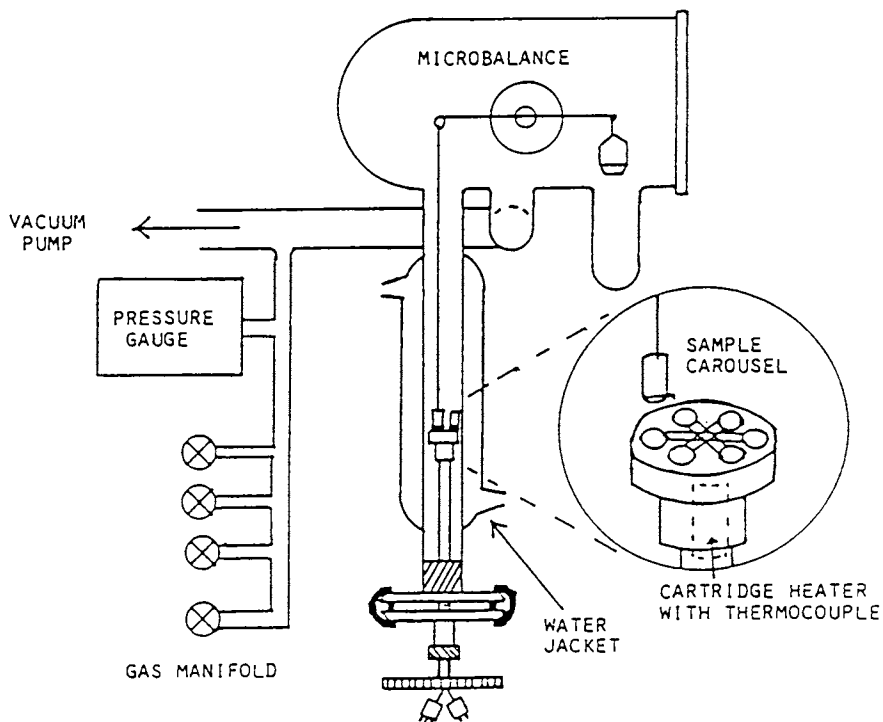 MICROBALANCE
VACUUM
PUMP
PRESSURE
GAUGE
SAMPLE
CAROUSEL
CARTRIDGE HEATER
WITH THERMOCOUPLE
WATER
JACKET
GAS MANIFOLD